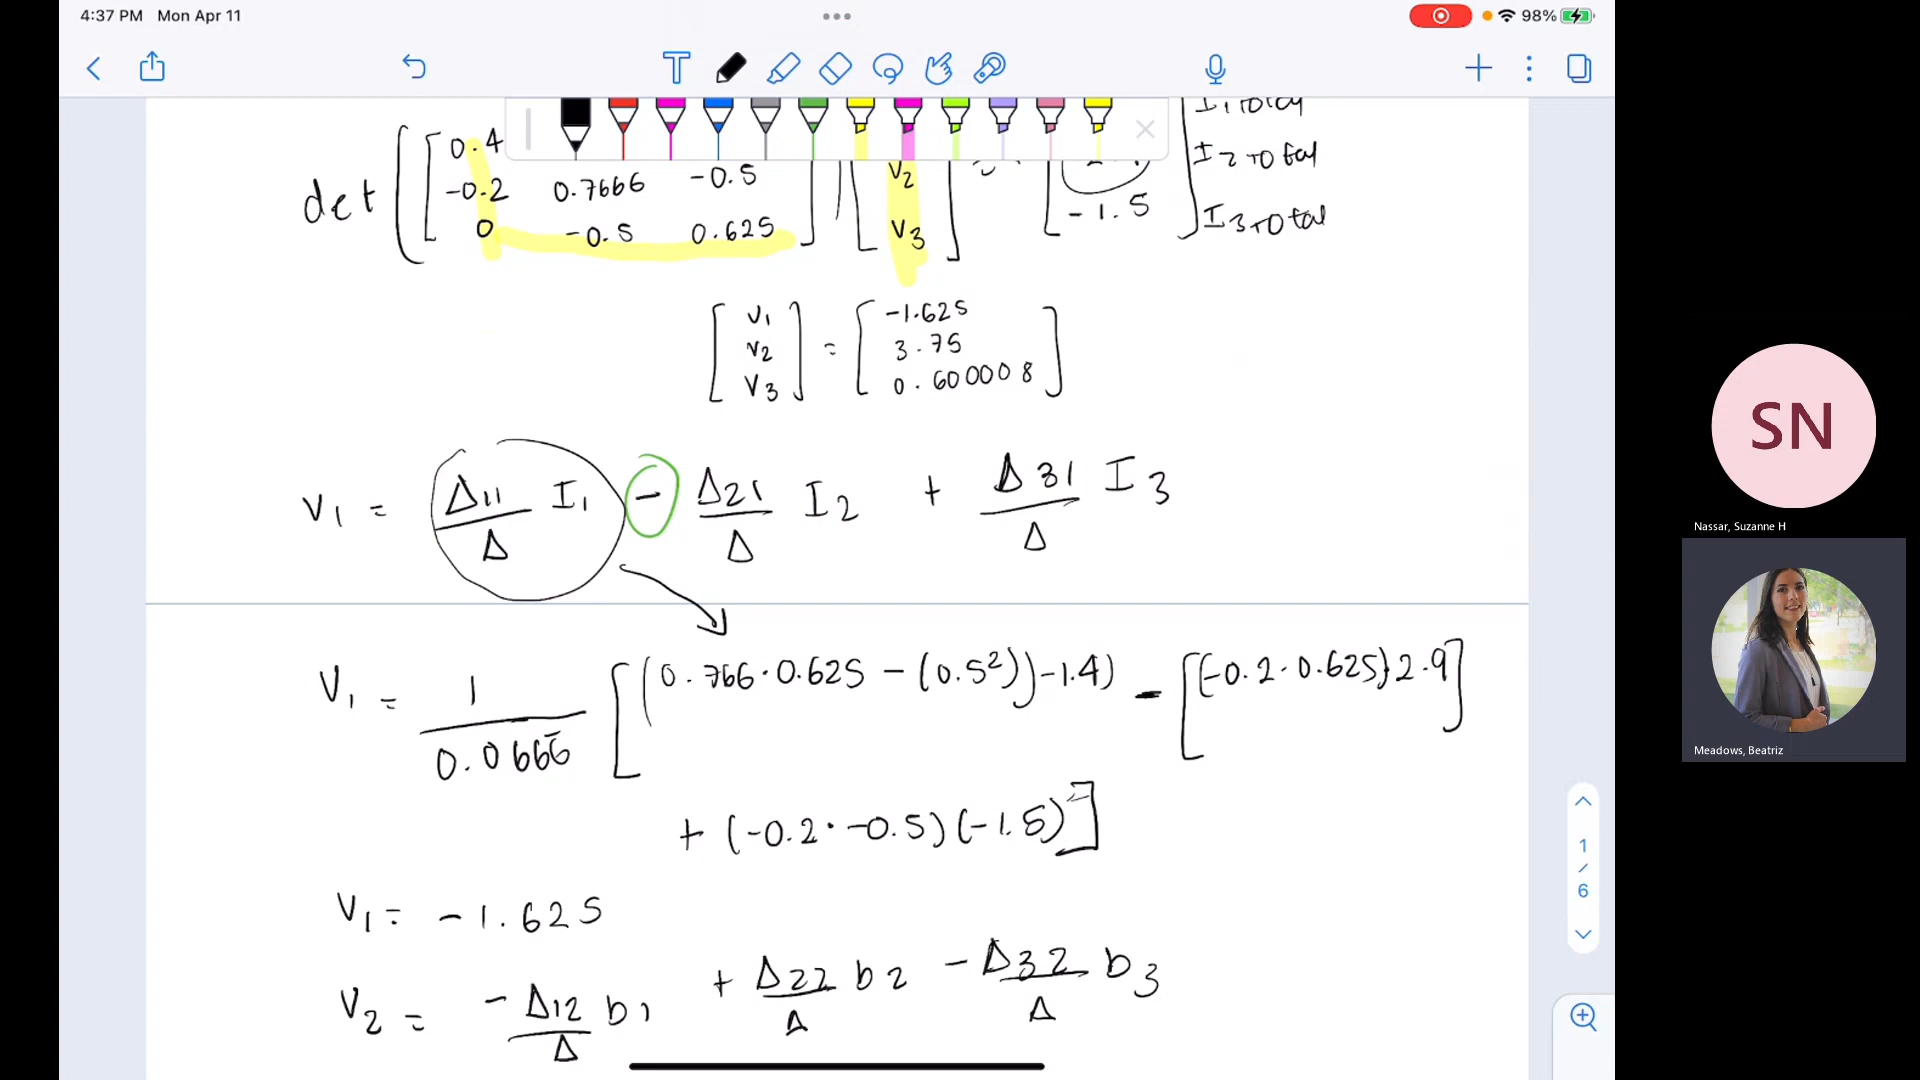 4:37 PM Mon Apr 11
98%
I1 total
det ( [ 0.4
-0.2 0.7666 -0.5
0 -0.5 0.625 ] ) [ V2
V3 ] = [ -1.5 ] I2 total
I3 total
[ V1
V2
V3 ] = [ -1.625
3.75
0.600008 ]
V1 = Δ11/Δ I1 - Δ21/Δ I2 + Δ31/Δ I3
V1 = 1/0.0666 [ (0.766·0.625 - (0.5²))-1.4) - [(-0.2·0.625)2.9]
+ (-0.2·-0.5)(-1.5) ]
V1 = -1.625
V2 = -Δ12/Δ b1 + Δ22/Δ b2 - Δ32/Δ b3
1
/
6
SN
Nassar, Suzanne H
Meadows, Beatriz